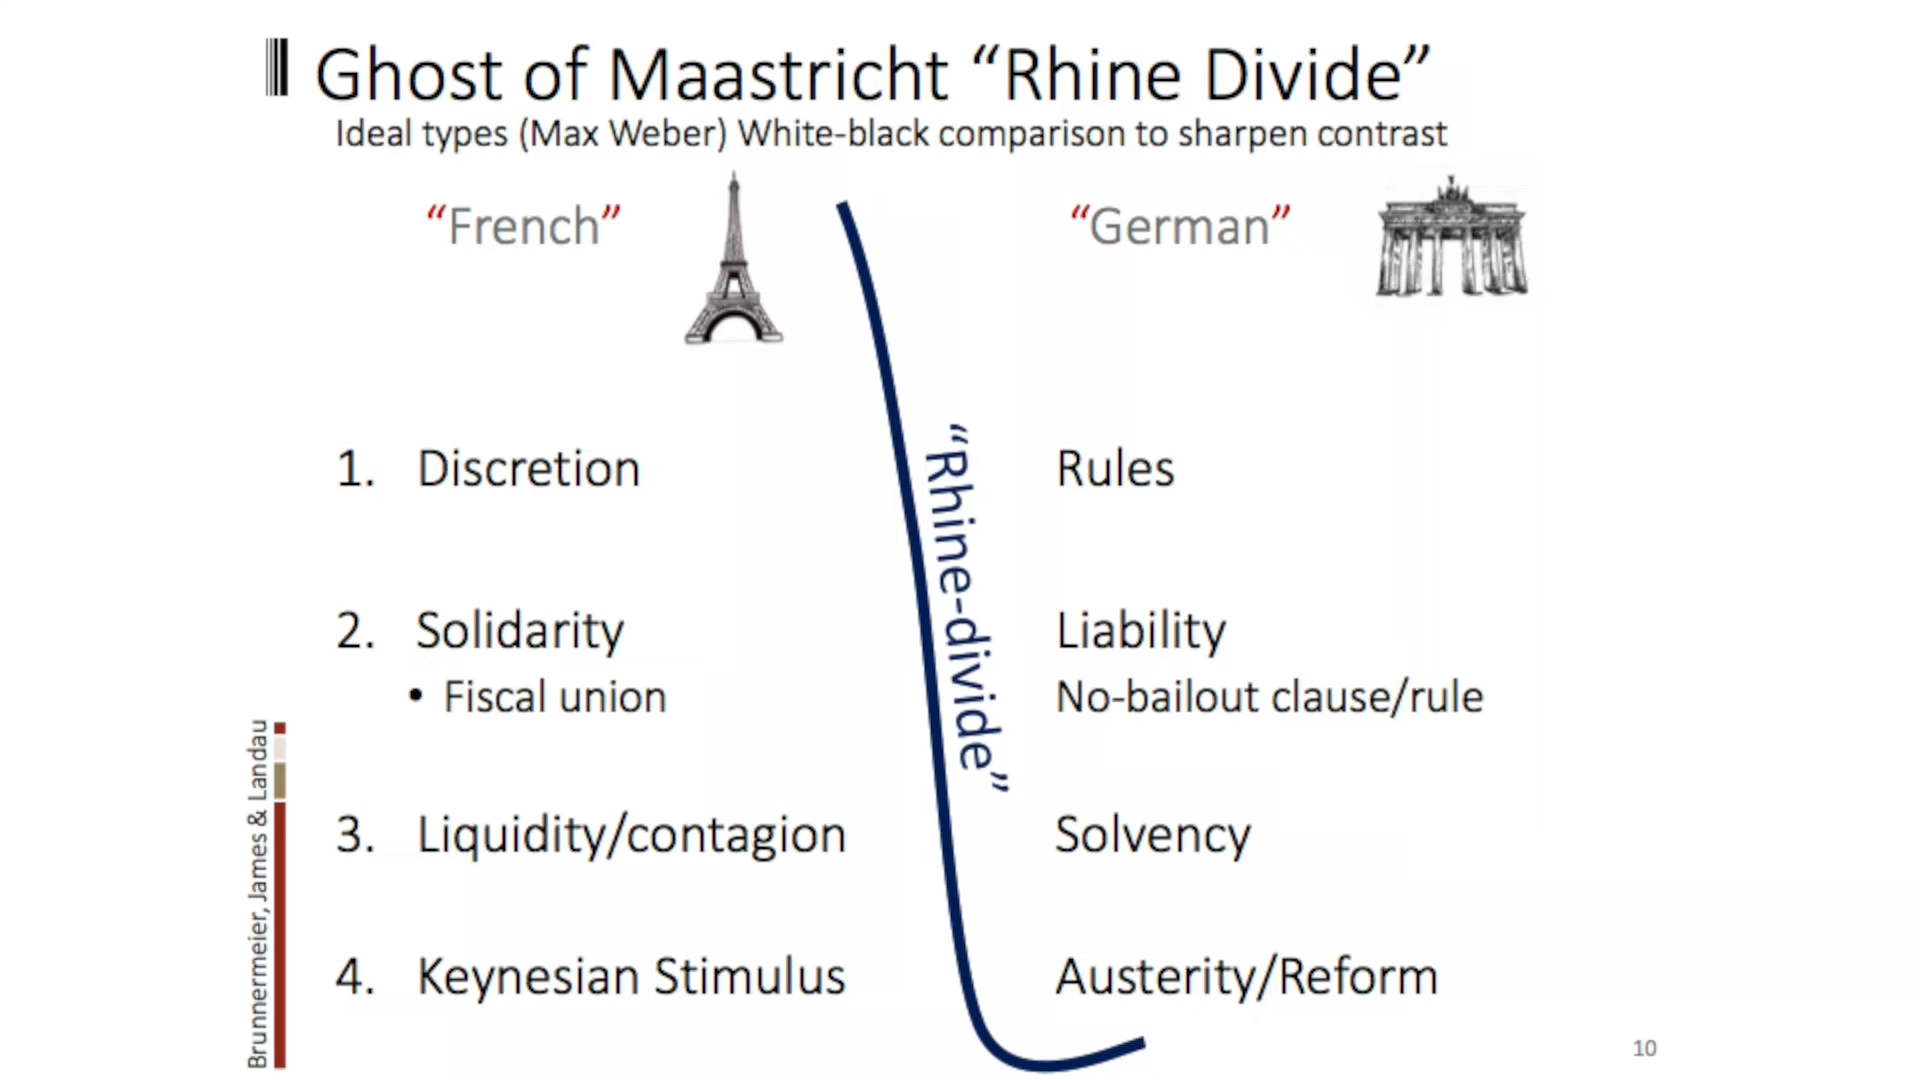 Ghost of Maastricht “Rhine Divide”
Ideal types (Max Weber) White-black comparison to sharpen contrast
“French”
“German”
1. Discretion
Rules
2. Solidarity
Liability
• Fiscal union
No-bailout clause/rule
3. Liquidity/contagion
Solvency
4. Keynesian Stimulus
Austerity/Reform
“Rhine-divide”
Brunnermeier, James & Landau
10